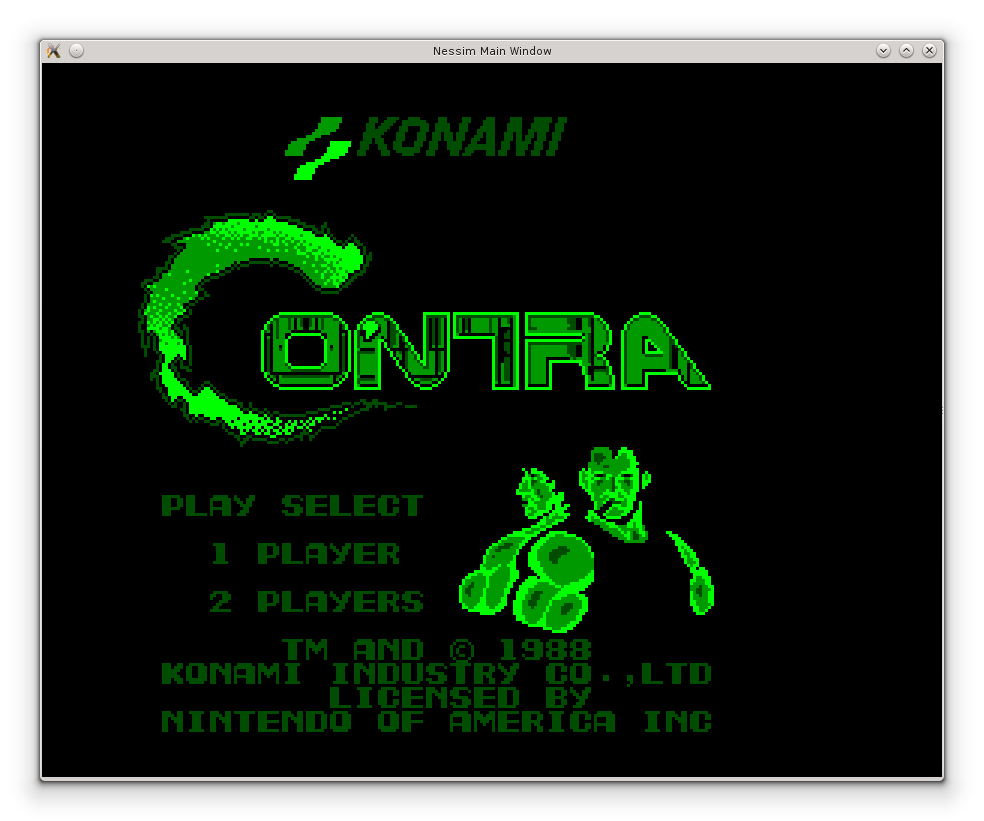 Nessim Main Window
KONAMI
CONTRA
PLAY SELECT
1 PLAYER
2 PLAYERS
TM AND © 1988
KONAMI INDUSTRY CO.,LTD
LICENSED BY
NINTENDO OF AMERICA INC